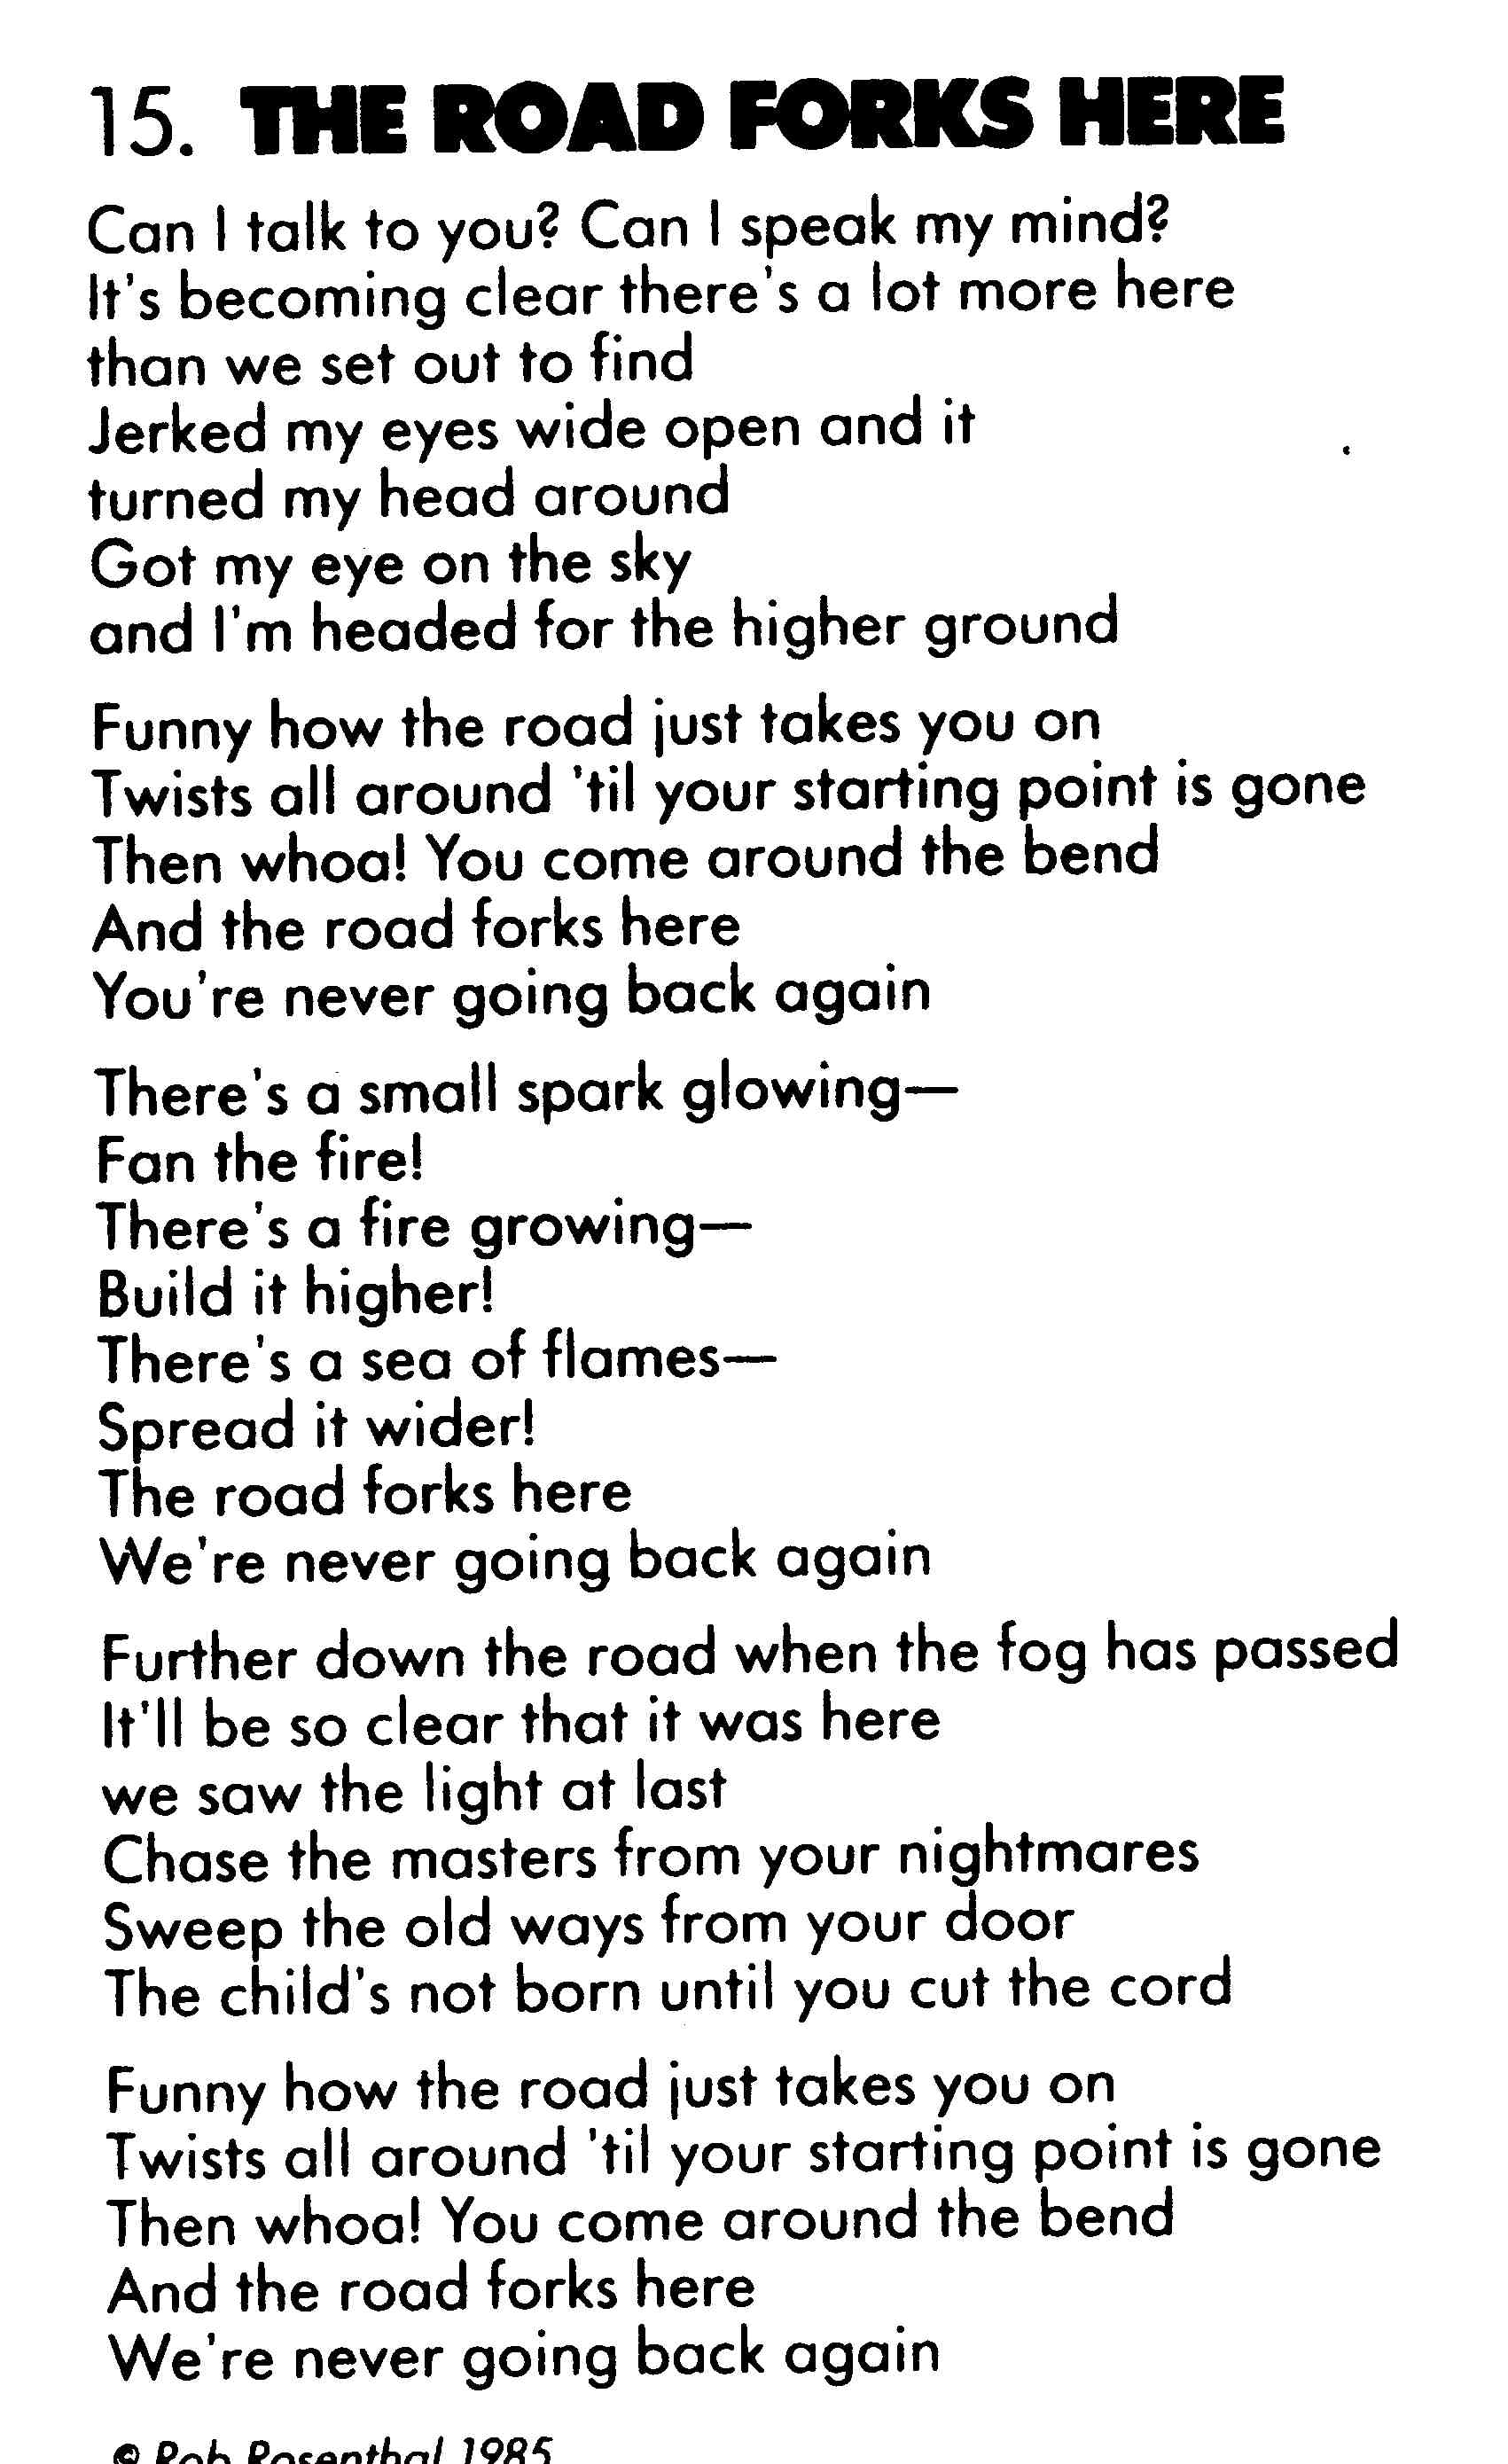 15. THE ROAD FORKS HERE
Can I talk to you? Can I speak my mind?
It's becoming clear there's a lot more here
than we set out to find
Jerked my eyes wide open and it
turned my head around
Got my eye on the sky
and I'm headed for the higher ground
Funny how the road just takes you on
Twists all around 'til your starting point is gone
Then whoa! You come around the bend
And the road forks here
You're never going back again
There's a small spark glowing—
Fan the fire!
There's a fire growing—
Build it higher!
There's a sea of flames—
Spread it wider!
The road forks here
We're never going back again
Further down the road when the fog has passed
It'll be so clear that it was here
we saw the light at last
Chase the masters from your nightmares
Sweep the old ways from your door
The child's not born until you cut the cord
Funny how the road just takes you on
Twists all around 'til your starting point is gone
Then whoa! You come around the bend
And the road forks here
We're never going back again
© Rob Rosenthal 1985